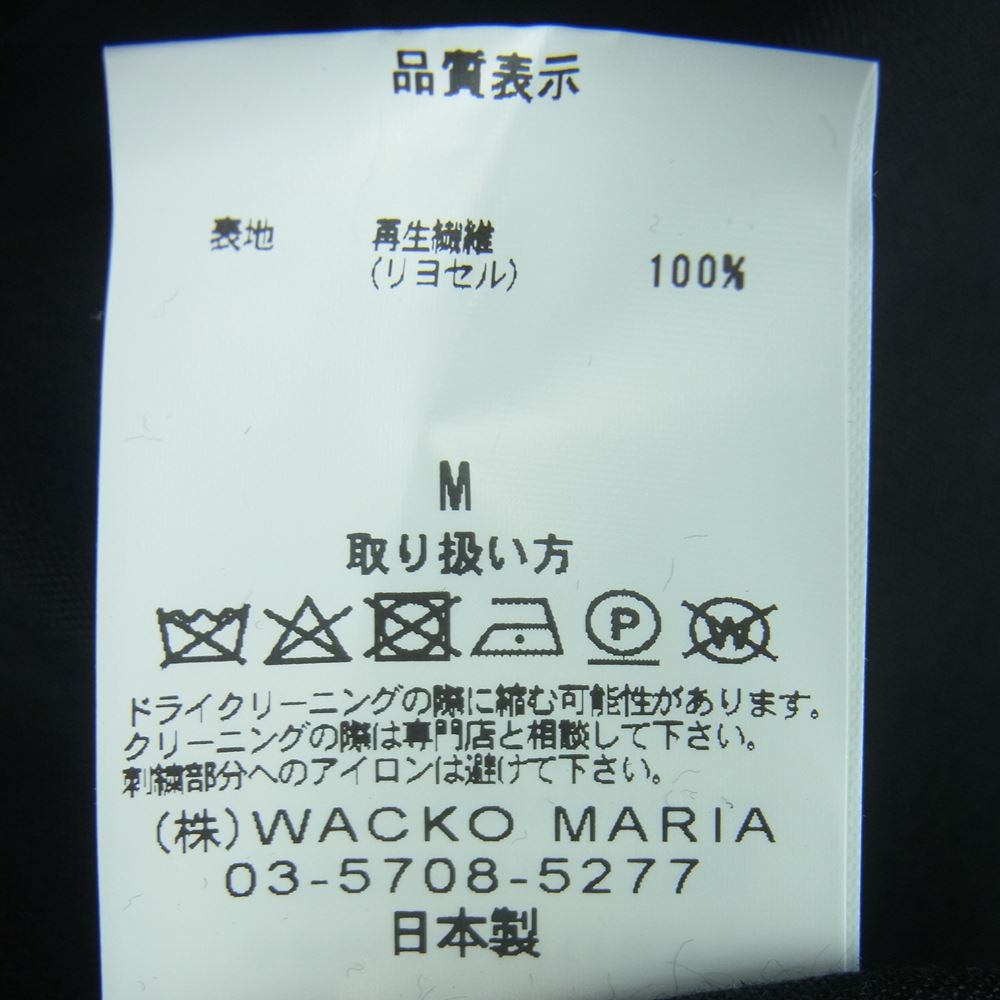 品質表示
表地 再生繊維
(リヨセル) 100%
M
取り扱い方
P W
ドライクリーニングの際に縮む可能性があります。
クリーニングの際は専門店と相談して下さい。
刺繍部分へのアイロンは避けて下さい。
(株)WACKO MARIA
03-5708-5277
日本製